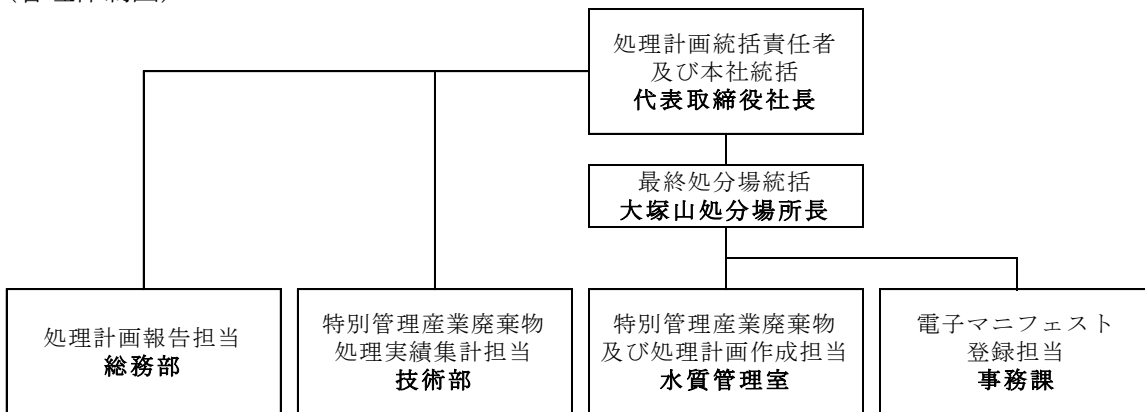 処理計画統括責任者
及び本社統括
代表取締役社長
最終処分場統括
大塚山処分場所長
処理計画報告担当
総務部
特別管理産業廃棄物
処理実績集計担当
技術部
特別管理産業廃棄物
及び処理計画作成担当
水質管理室
電子マニフェスト
登録担当
事務課